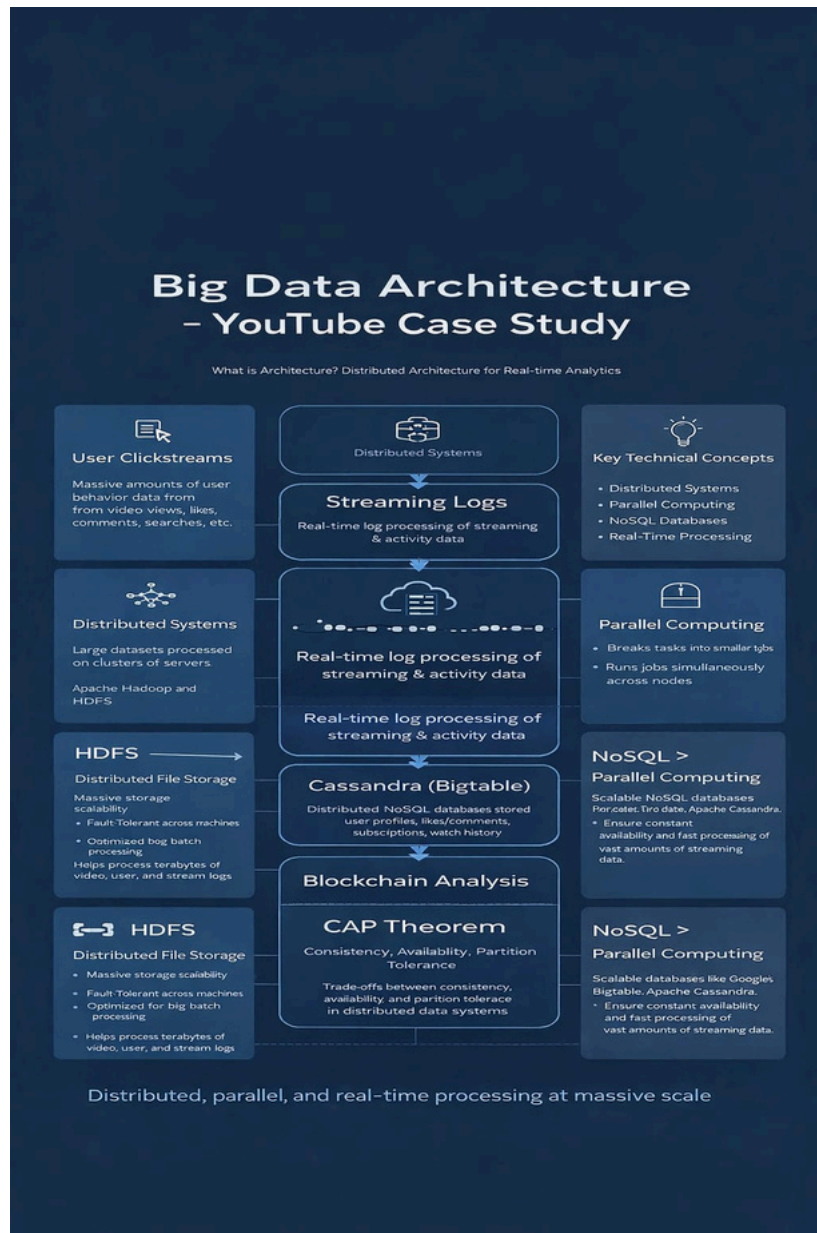 Big Data Architecture
– YouTube Case Study
What is Architecture? Distributed Architecture for Real-time Analytics
User Clickstreams
Massive amounts of user
behavior data from
from video views, likes,
comments, searches, etc.
Distributed Systems
Large datasets processed
on clusters of servers
Apache Hadoop and
HDFS
HDFS
Distributed File Storage
Massive storage
scalability
• Fault-Tolerant across machines
• Optimized bog batch
processing
Helps process terabytes of
video, user, and stream logs
HDFS
Distributed File Storage
• Massive storage scalability
• Fault-Tolerant across machines
• Optimized for big batch
processing
• Helps process terabytes of
video, user, and stream logs
Distributed Systems
Streaming Logs
Real-time log processing of streaming
& activity data
Real-time log processing of
streaming & activity data
Real-time log processing of
streaming & activity data
Cassandra (Bigtable)
Distributed NoSQL databases stored
user profiles, likes/comments,
subsciptions, watch history
Blockchain Analysis
CAP Theorem
Consistency, Availablity, Partition
Tolerance
Trade-offs between consistency,
availability, and parition tolerace
in distributed data systems
Key Technical Concepts
• Distributed Systems
• Parallel Computing
• NoSQL Databases
• Real-Time Processing
Parallel Computing
• Breaks tasks into smaller
• Runs jobs simullaneously
across nodes
NoSQL >
Parallel Computing
Scalable NoSQL databases
date, Apache Cassandra.
• Ensure constant
availability and fast processing of
vast amounts of streaming
data.
NoSQL >
Parallel Computing
Scalable databases like Googles
Bigtable. Apache Cassandra.
• Ensure constant availability
and fast processing of
vast amounts of streaming data.
Distributed, parallel, and real-time processing at massive scale